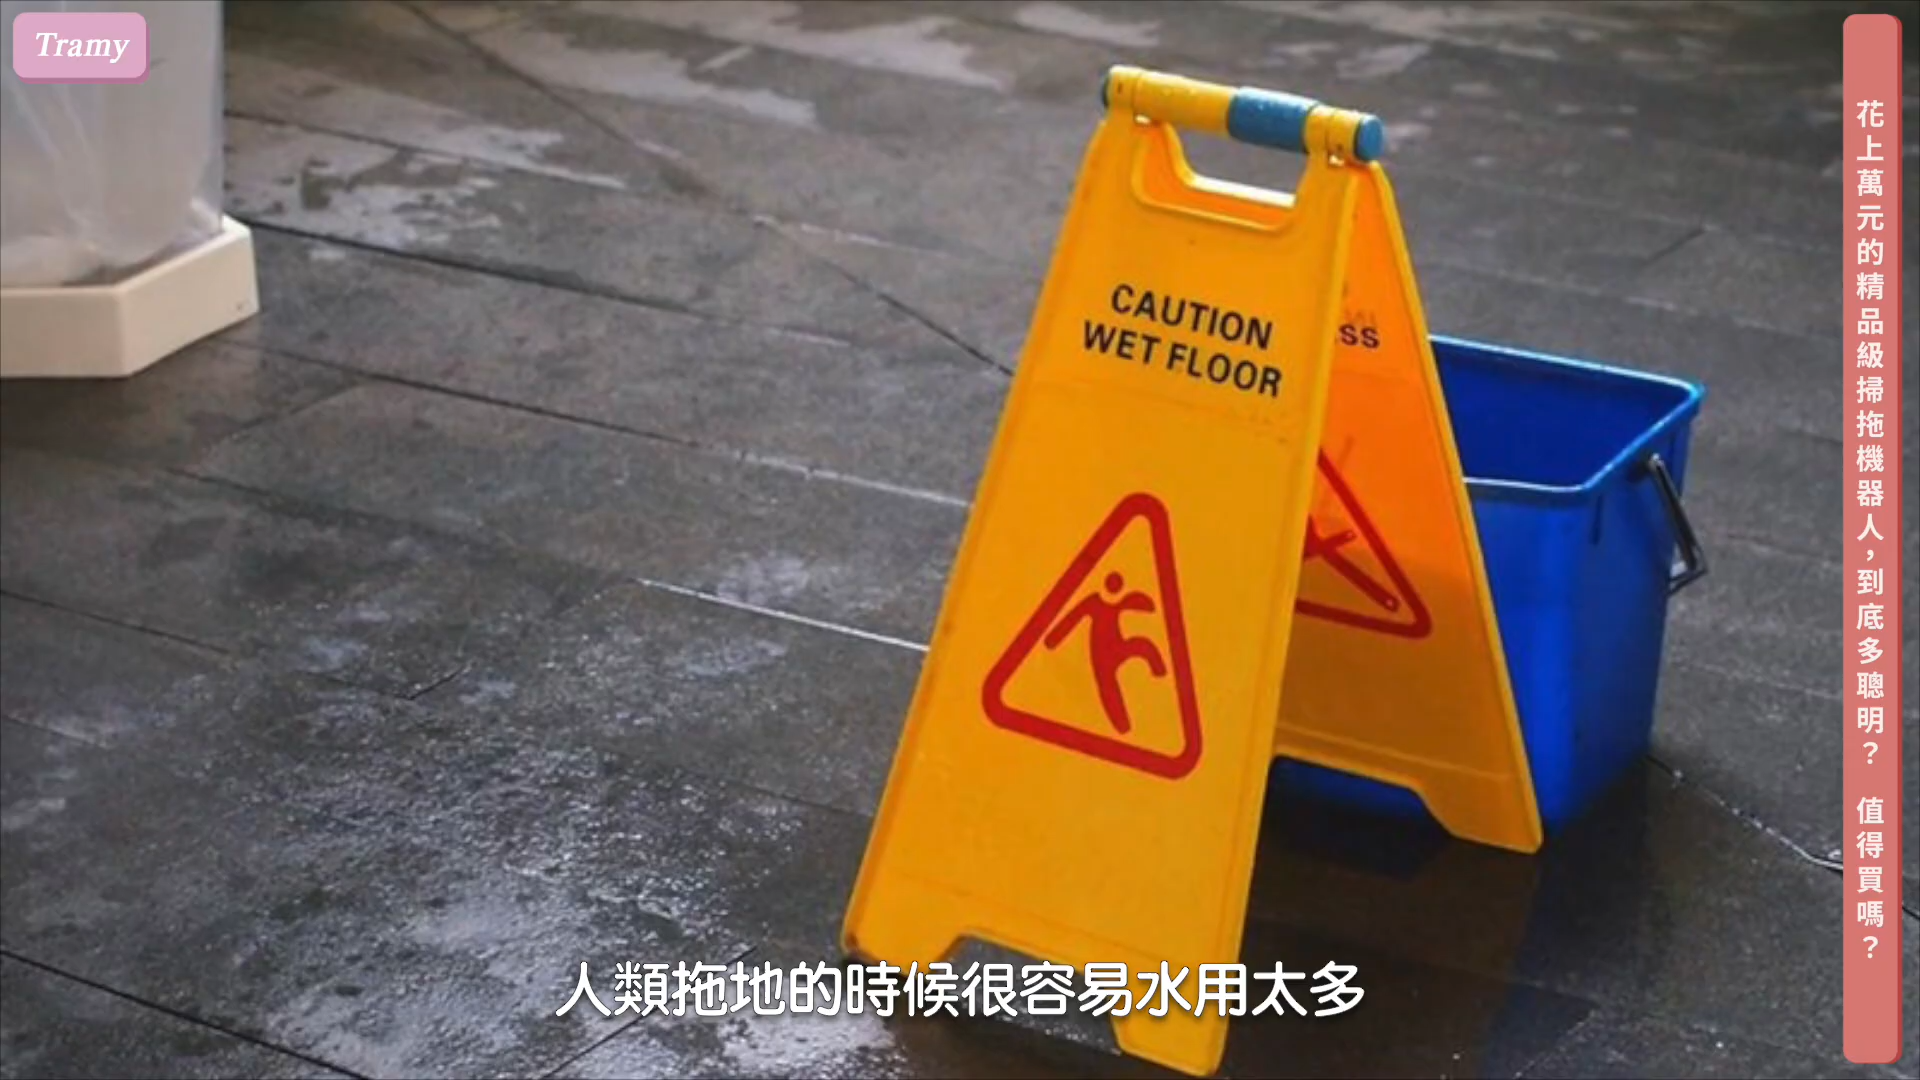 Tramy
CAUTION
WET FLOOR
SS
人類拖地的時候很容易水用太多
花上萬元的精品級掃拖機器人，到底多聰明？ 值得買嗎？